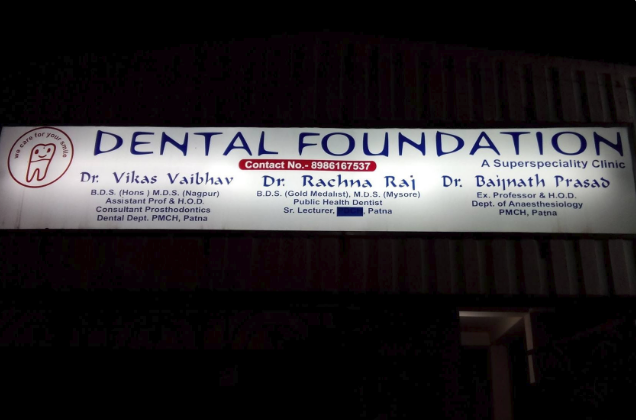 we care for your smile
DENTAL FOUNDATION
Contact No.- 8986167537
A Superspeciality Clinic
Dr. Vikas Vaibhav
B.D.S. (Hons ) M.D.S. (Nagpur)
Assistant Prof & H.O.D.
Consultant Prosthodontics
Dental Dept. PMCH, Patna
Dr. Rachna Raj
B.D.S. (Gold Medalist), M.D.S. (Mysore)
Public Health Dentist
Sr. Lecturer, , Patna
Dr. Baijnath Prasad
Ex. Professor & H.O.D.
Dept. of Anaesthesiology
PMCH, Patna